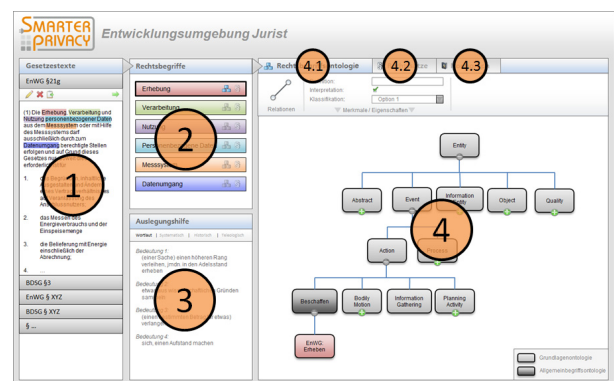 SMARTER
PRIVACY
Entwicklungsumgebung Jurist
Gesetzestexte
EnWG §21g
(1) Die Erhebung, Verarbeitung und
Nutzung personenbezogener Daten
aus dem Messsystem oder mit Hilfe
des Messsystems darf
ausschließlich durch zum
Datenumgang berechtigte Stellen
erfolgen und auf Grund dieses
Gesetzes nur
erforderlich
1.
1
2. das Messen des
Energieverbrauchs und der
Einspeisemenge
3. die Belieferung mit Energie
einschließlich der
Abrechnung;
4. ...
BDSG §3
EnWG § XYZ
BDSG § XYZ
§ ...
Rechtsbegriffe
Erhebung
Verarbeitung
Nutzung
2
Daten
Messsystem
Datenumgang
Auslegungshilfe
Wortlaut
Bedeutung 1:
(einer Sache) einen höheren Rang
verleihen, jmdn. in den Adelsstand
erheben
Bedeutung
etwas Gründen
3
Bedeutung
(einen etwas)
verlangen
Bedeutung 4:
sich, einen Aufstand machen
4.1
4.2
4.3
Relationen
Interpretation:
Klassifikation: Option 1
Merkmale / Eigenschaften
Entity
Abstract
Event
Information
Object
Quality
Action
4
Beschaffen
Bodily
Motion
Information
Gathering
Planning
Activity
EnWG:
Erheben
Grundlagenontologie
Allgemeinbegriffsontologie